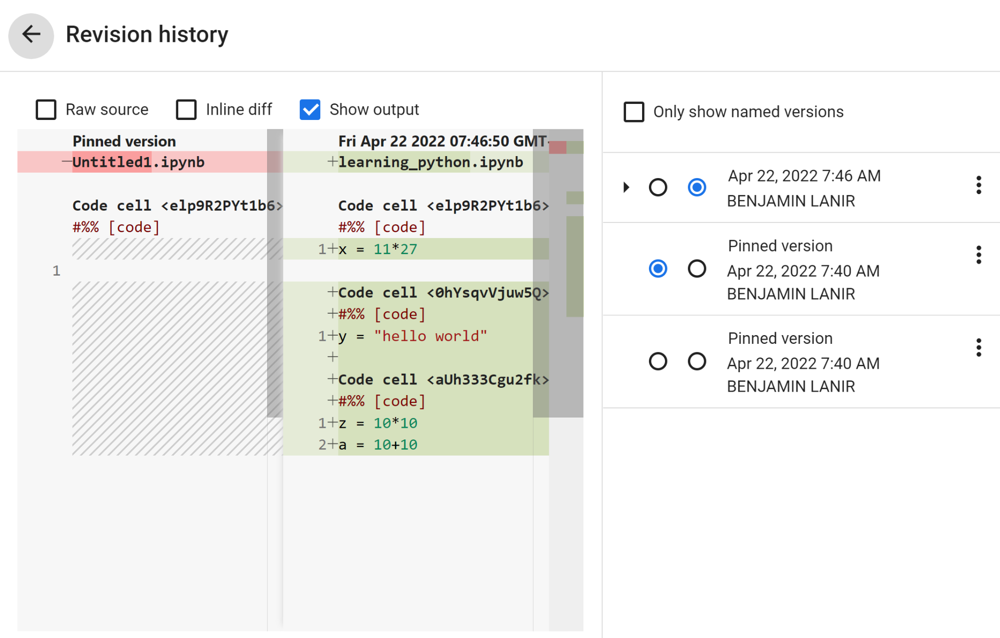 Revision history
Raw source
Inline diff
Show output
Pinned version
−Untitled1.ipynb
Code cell <elp9R2PYt1b6>
#%% [code]
1
Fri Apr 22 2022 07:46:50 GMT-
+learning_python.ipynb
Code cell <elp9R2PYt1b6>
#%% [code]
1+x = 11*27
+Code cell <0hYsqvVjuw5Q>
+#%% [code]
1+y = "hello world"
+
+Code cell <aUh333Cgu2fk>
+#%% [code]
1+z = 10*10
2+a = 10+10
Only show named versions
Apr 22, 2022 7:46 AM
BENJAMIN LANIR
Pinned version
Apr 22, 2022 7:40 AM
BENJAMIN LANIR
Pinned version
Apr 22, 2022 7:40 AM
BENJAMIN LANIR